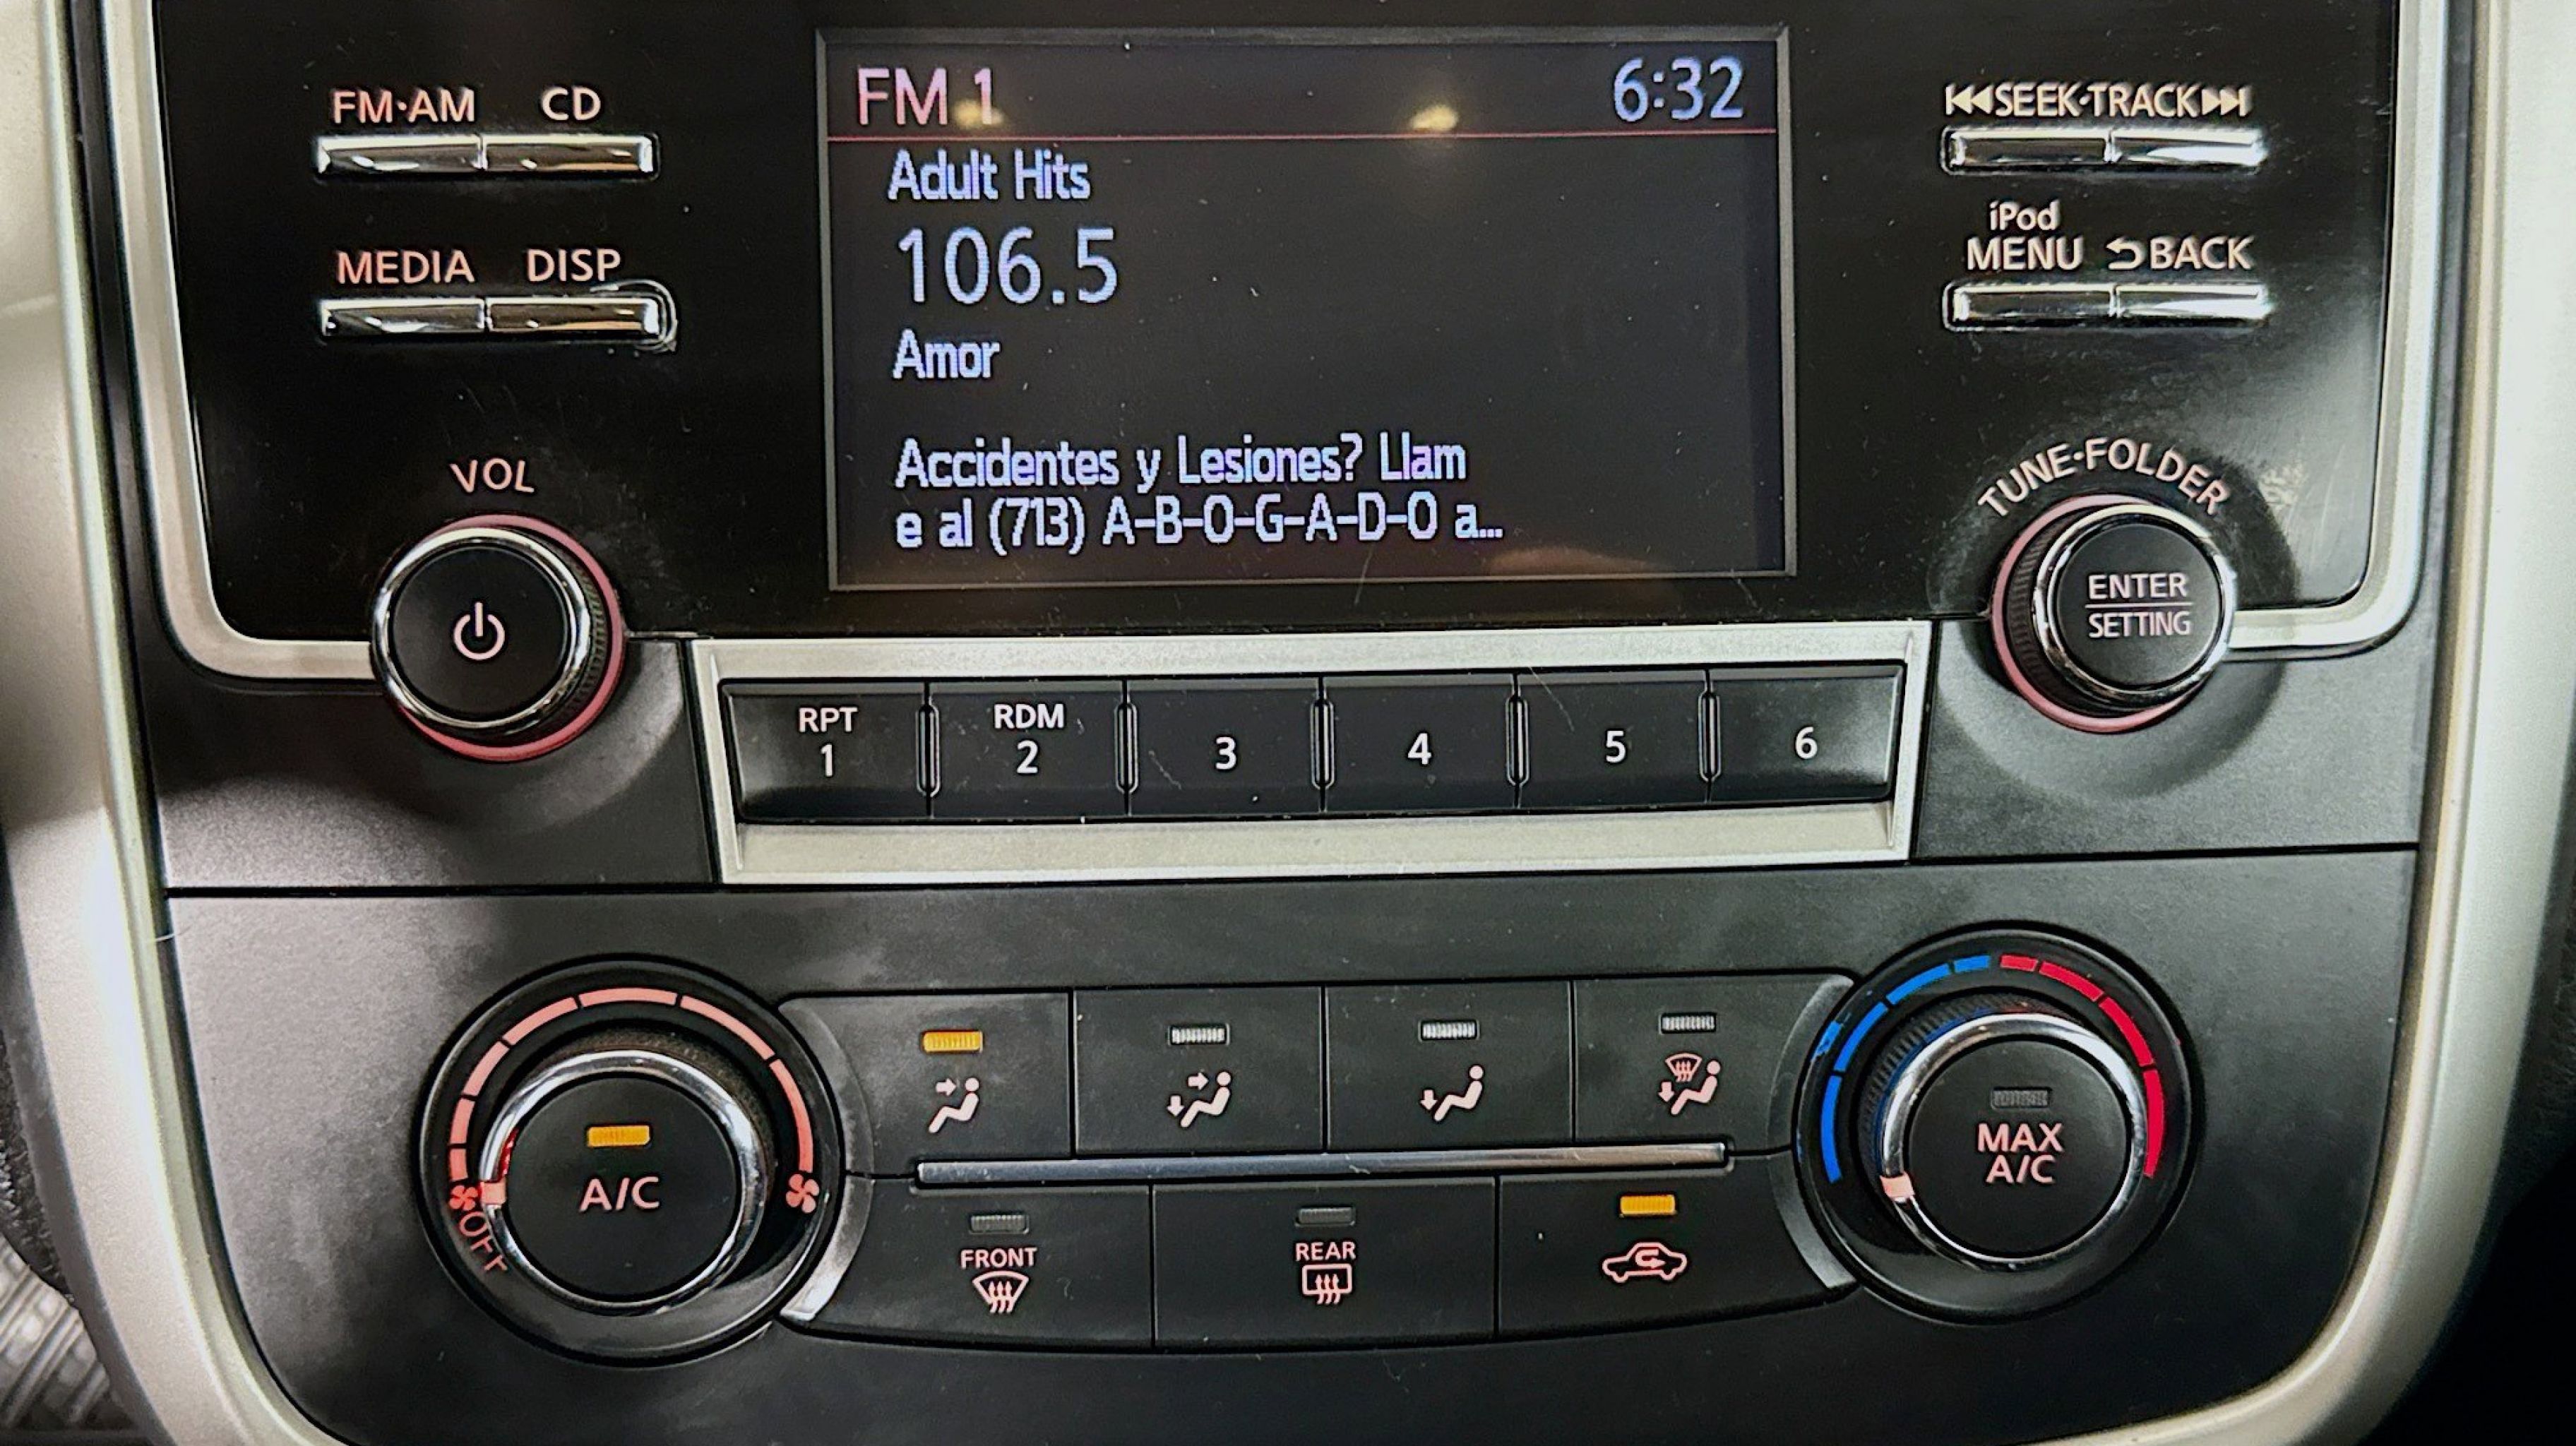 FM·AM CD
FM 1 6:32
⏮SEEK·TRACK⏭
Adult Hits
106.5
iPod
MENU ⮌BACK
MEDIA DISP
Amor
Accidentes y Lesiones? Llam
e al (713) A-B-O-G-A-D-O a...
VOL
TUNE·FOLDER
ENTER
SETTING
RPT
1
RDM
2
3
4
5
6
A/C
OFF
MAX
A/C
FRONT
REAR